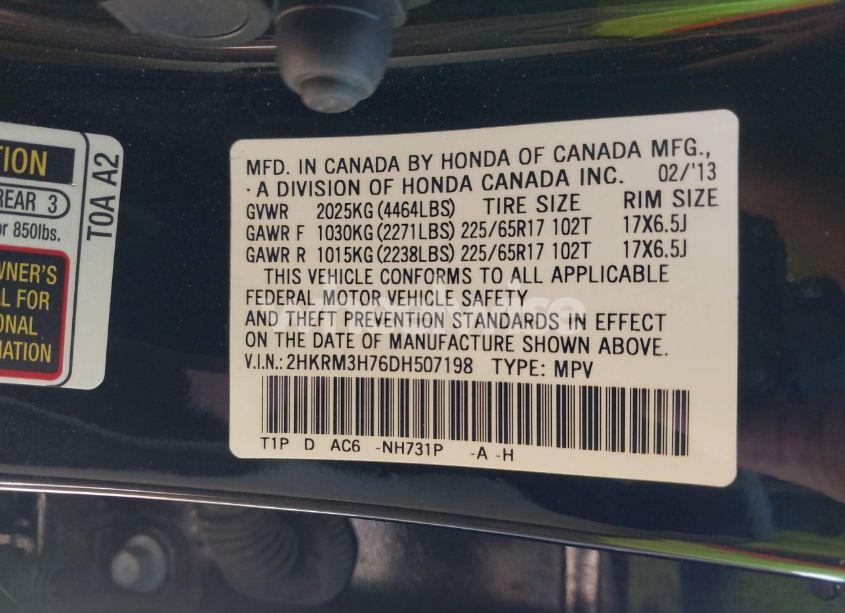 TION
REAR 3
or 850lbs.
TOA A2
WNER'S
L FOR
ONAL
MATION
MFD. IN CANADA BY HONDA OF CANADA MFG.,
A DIVISION OF HONDA CANADA INC. 02/'13
GVWR 2025KG(4464LBS) TIRE SIZE RIM SIZE
GAWR F 1030KG(2271LBS) 225/65R17 102T 17X6.5J
GAWR R 1015KG(2238LBS) 225/65R17 102T 17X6.5J
THIS VEHICLE CONFORMS TO ALL APPLICABLE
FEDERAL MOTOR VEHICLE SAFETY
AND THEFT PREVENTION STANDARDS IN EFFECT
ON THE DATE OF MANUFACTURE SHOWN ABOVE.
V.I.N.:2HKRM3H76DH507198 TYPE: MPV
T1P D AC6 -NH731P -A -H